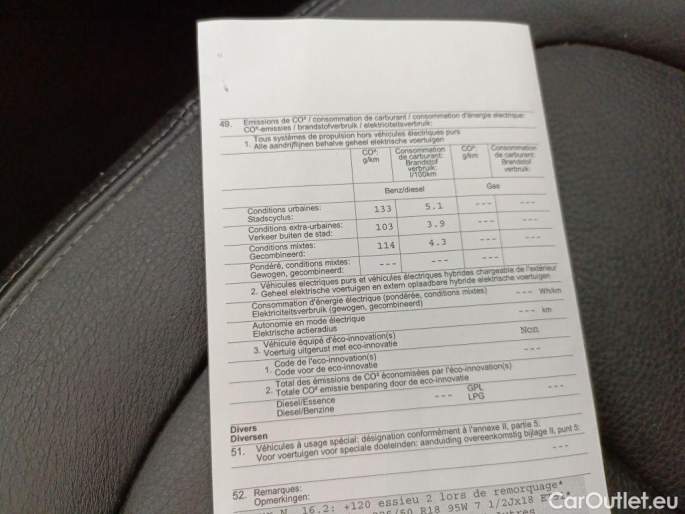 49. Emissions de CO² / consommation de carburant / consommation d'énergie électrique:
CO²-emissies / brandstofverbruik / elektriciteitsverbruik:
1. Tous systèmes de propulsion hors véhicules électriques purs
Alle aandrijflijnen behalve geheel elektrische voertuigen
CO²: g/km
Consommation de carburant: Brandstof verbruik: l/100km
CO²: g/km
Consommation de carburant: Brandstof verbruik:
Benz/diesel Gas
Conditions urbaines:
Stadscyclus: 133 5.1 --- ---
Conditions extra-urbaines:
Verkeer buiten de stad: 103 3.9 --- ---
Conditions mixtes:
Gecombineerd: 114 4.3 --- ---
Pondéré, conditions mixtes:
Gewogen, gecombineerd: --- --- --- ---
2. Véhicules électriques purs et véhicules électriques hybrides chargeable de l'extérieur
Geheel elektrische voertuigen en extern oplaadbare hybride elektrische voertuigen
Consommation d'énergie électrique (pondérée, conditions mixtes)
Elektriciteitsverbruik (gewogen, gecombineerd) --- Wh/km
Autonomie en mode électrique
Elektrische actieradius --- km
3. Véhicule équipé d'éco-innovation(s)
Voertuig uitgerust met eco-innovatie Non
1. Code de l'eco-innovation(s)
Code voor de eco-innovatie ---
2. Total des émissions de CO² économisées par l'éco-innovation(s)
Totale CO² emissie besparing door de eco-innovatie
Diesel/Essence --- GPL ---
Diesel/Benzine LPG
Divers
Diversen
51. Véhicules à usage spécial: désignation conformément à l'annexe II, partie 5:
Voor voertuigen voor speciale doeleinden: aanduiding overeenkomstig bijlage II, punt 5:
---
52. Remarques:
Opmerkingen:
16.2: +120 essieu 2 lors de remorquage*
R18 95W 7 1/2Jx18
CarOutlet.eu